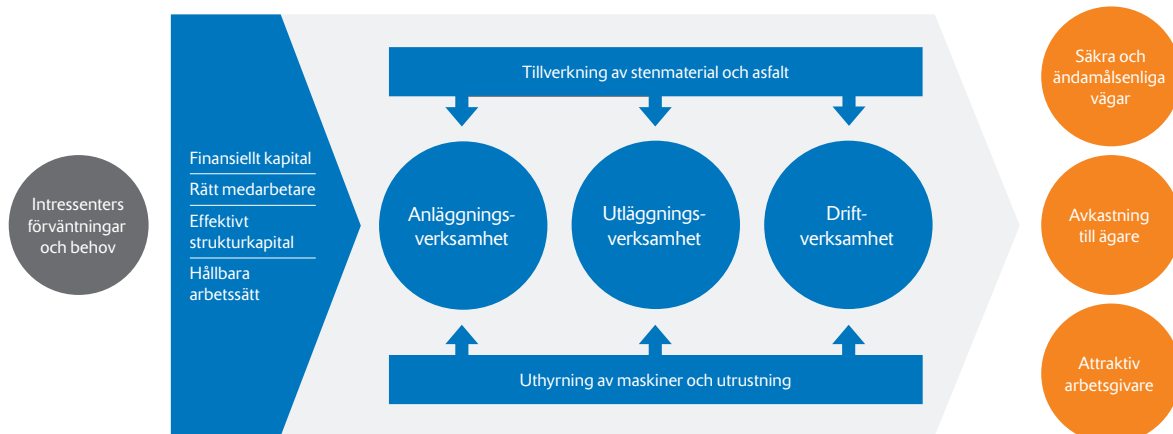 Intressenters
förväntningar
och behov
Finansiellt kapital
Rätt medarbetare
Effektivt
strukturkapital
Hållbara
arbetssätt
Tillverkning av stenmaterial och asfalt
Anläggnings-
verksamhet
Utläggnings-
verksamhet
Drift-
verksamhet
Uthyrning av maskiner och utrustning
Säkra och
ändamålsenliga
vägar
Avkastning
till ägare
Attraktiv
arbetsgivare